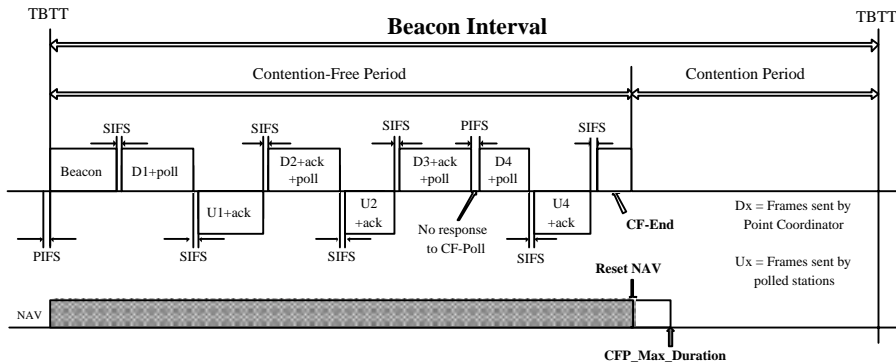 TBTT
TBTT
Beacon Interval
Contention-Free Period
Contention Period
SIFS
SIFS
SIFS
PIFS
SIFS
Beacon
D1+poll
D2+ack
+poll
D3+ack
+poll
D4
+poll
U1+ack
U2
+ack
U4
+ack
No response
to CF-Poll
CF-End
Dx = Frames sent by
Point Coordinator
PIFS
SIFS
SIFS
SIFS
Ux = Frames sent by
polled stations
Reset NAV
NAV
CFP_Max_Duration